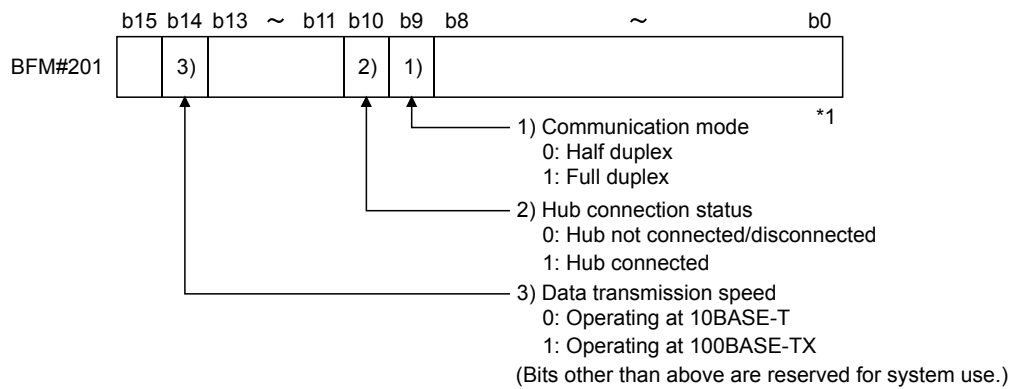 b15 b14 b13 ～ b11 b10 b9 b8 ～ b0
BFM#201 3) 2) 1)
*1
1) Communication mode
0: Half duplex
1: Full duplex
2) Hub connection status
0: Hub not connected/disconnected
1: Hub connected
3) Data transmission speed
0: Operating at 10BASE-T
1: Operating at 100BASE-TX
(Bits other than above are reserved for system use.)